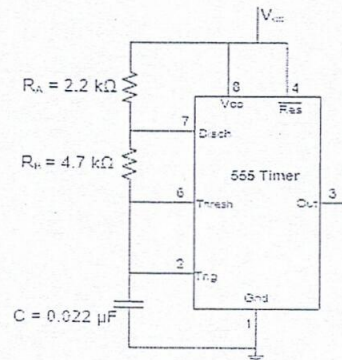 Vcc
8
4
Vcc
Res
RA = 2.2 kΩ
7
Disch
RB = 4.7 kΩ
555 Timer
6
Thresh
Out
3
2
Trig
Gnd
C = 0.022 µF
1